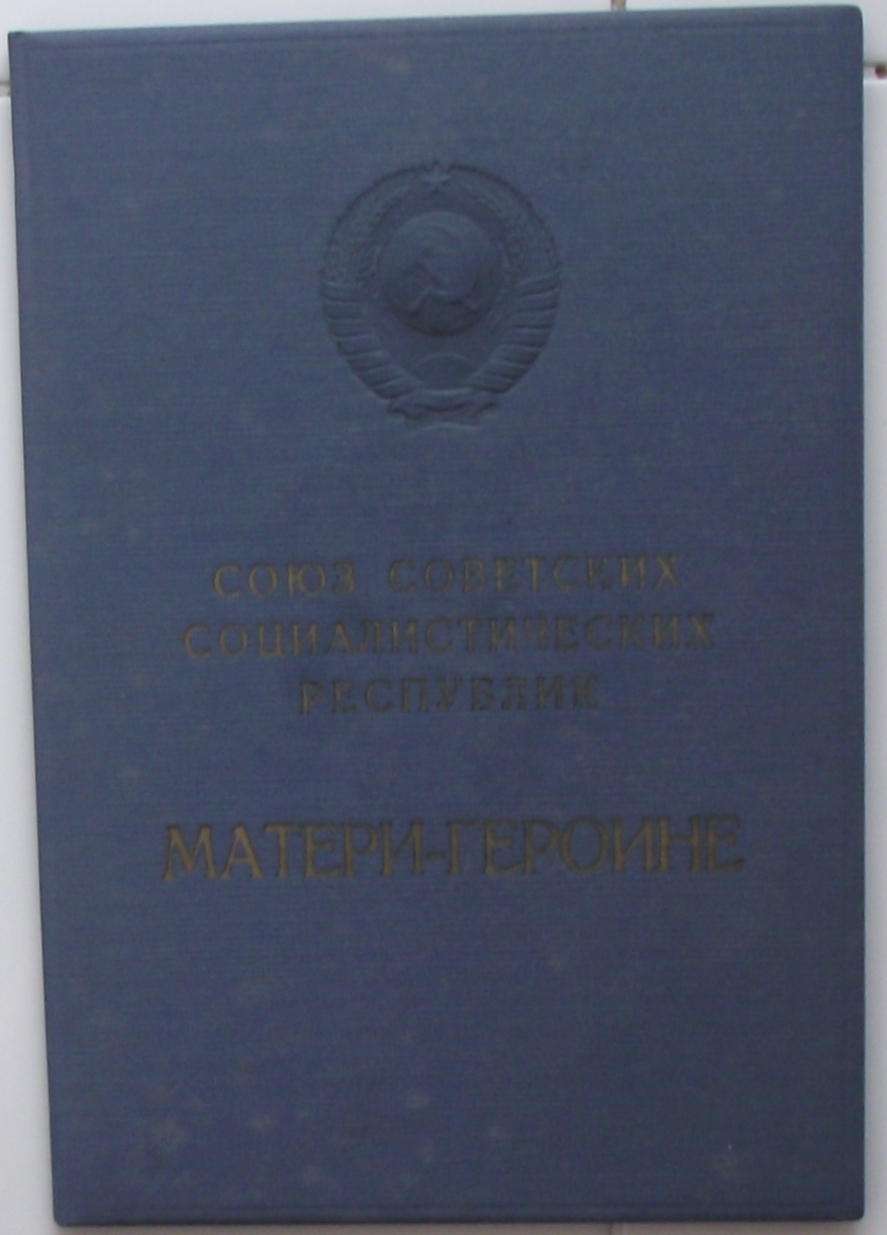 СОЮЗ СОВЕТСКИХ
СОЦИАЛИСТИЧЕСКИХ
РЕСПУБЛИК
МАТЕРИ-ГЕРОИНЕ